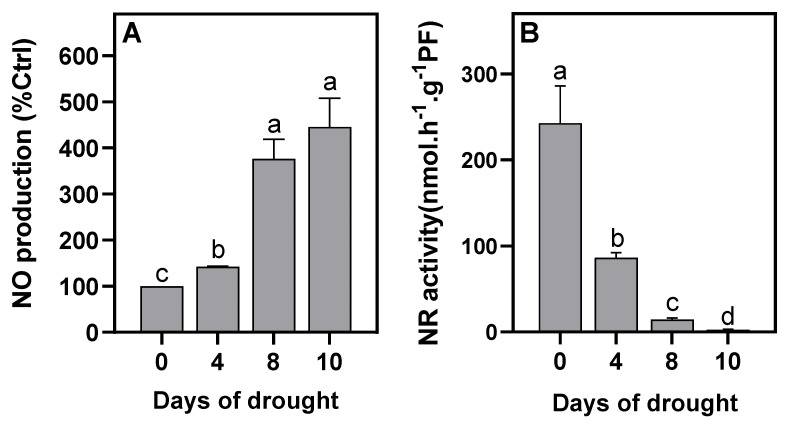 A
NO production (%Ctrl)
600
500
400
300
200
100
0
c
b
a
a
0 4 8 10
Days of drought
B
NR activity(nmol.h⁻¹.g⁻¹PF)
300
200
100
0
a
b
c
d
0 4 8 10
Days of drought